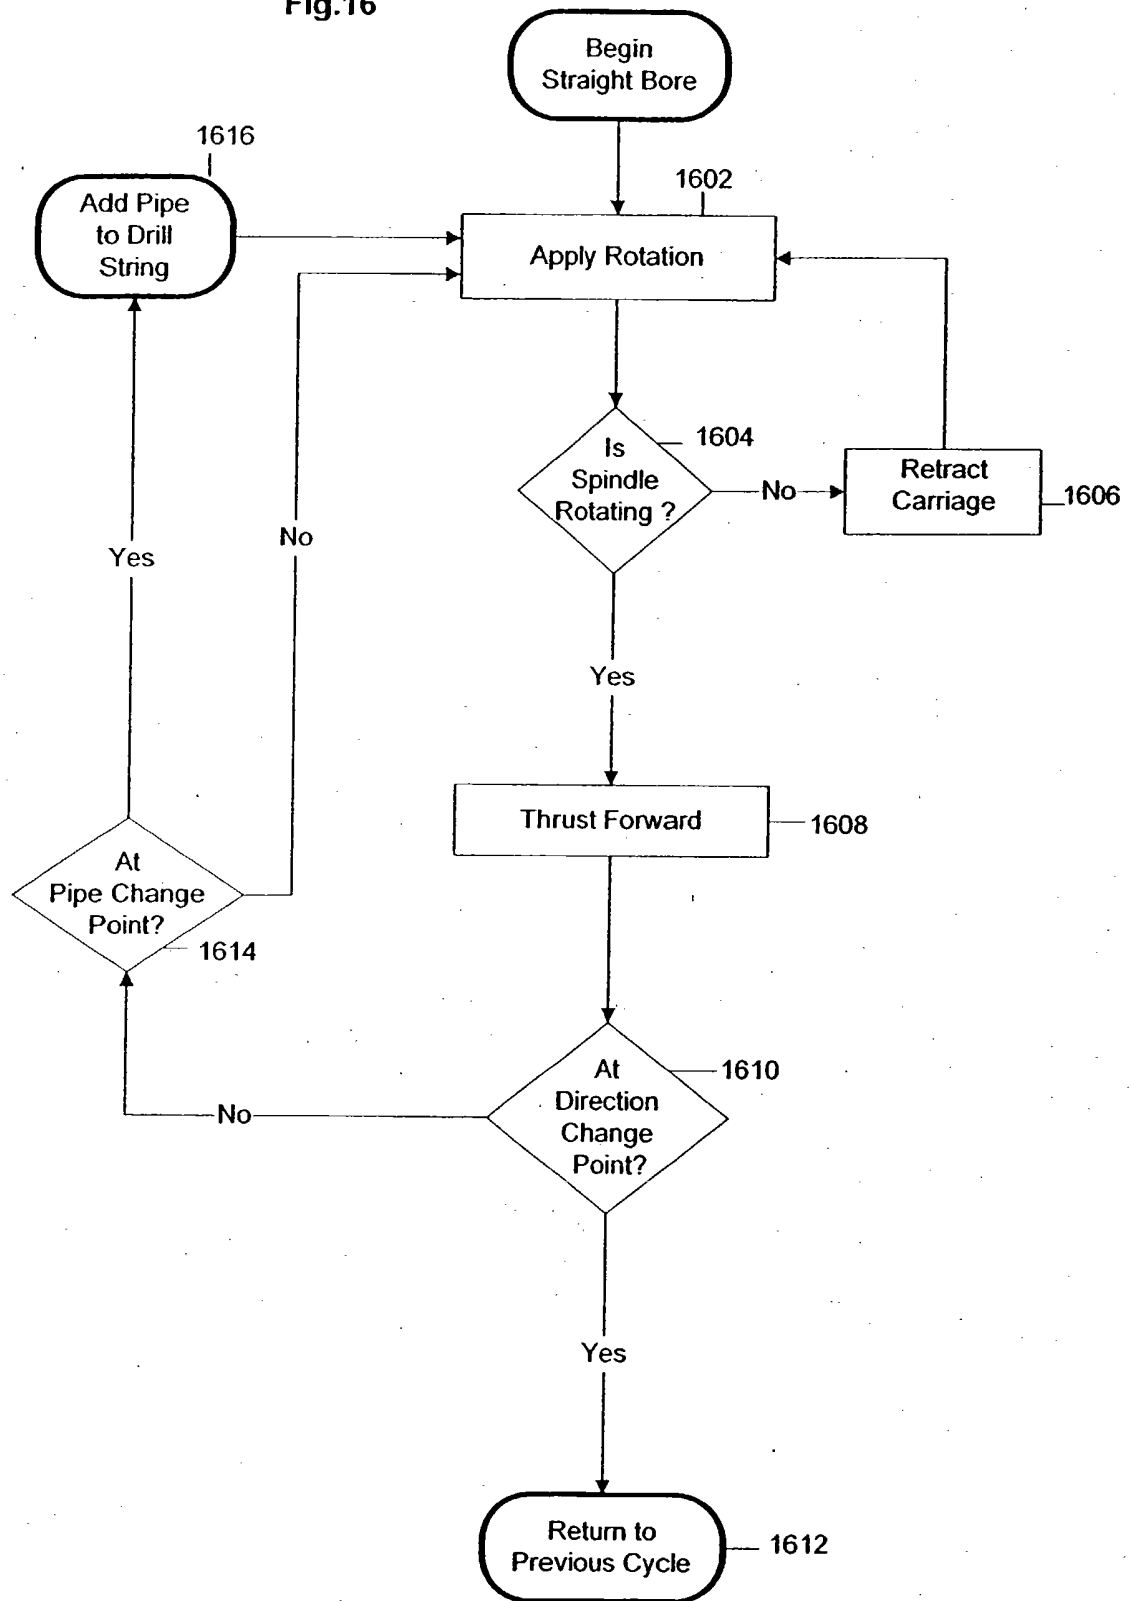 Fig.16
Begin
Straight Bore
1616
Add Pipe
to Drill
String
1602
Apply Rotation
1604
Is
Spindle
Rotating ?
No
Retract
Carriage
1606
Yes
No
Yes
Thrust Forward
1608
At
Pipe Change
Point?
1614
At
Direction
Change
Point?
1610
No
Yes
Return to
Previous Cycle
1612